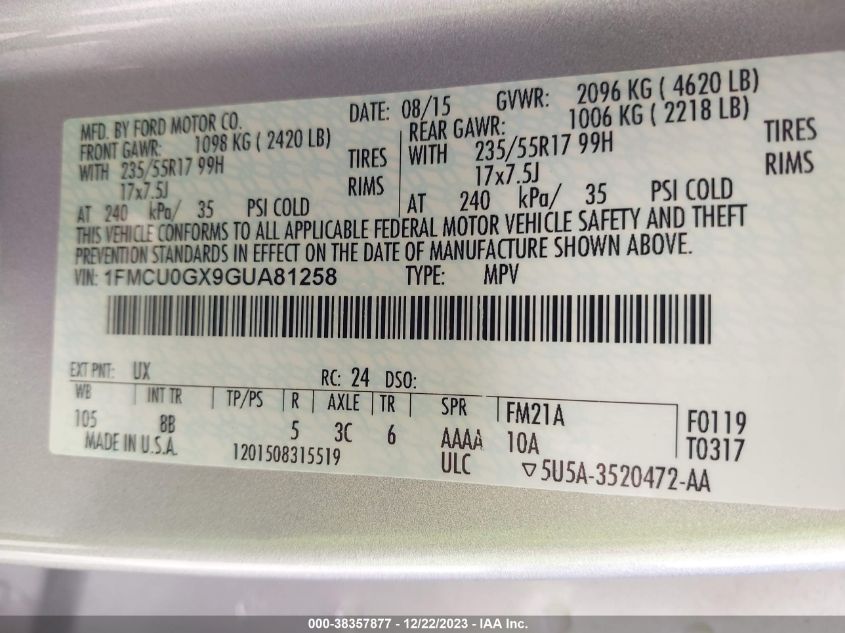 MFD. BY FORD MOTOR CO.
DATE: 08/15 GVWR: 2096 KG ( 4620 LB)
FRONT GAWR: 1098 KG ( 2420 LB)
REAR GAWR: 1006 KG ( 2218 LB)
WITH 235/55R17 99H TIRES
WITH 235/55R17 99H TIRES
17x7.5J RIMS
17x7.5J RIMS
AT 240 kPa/ 35 PSI COLD
AT 240 kPa/ 35 PSI COLD
THIS VEHICLE CONFORMS TO ALL APPLICABLE FEDERAL MOTOR VEHICLE SAFETY AND THEFT
PREVENTION STANDARDS IN EFFECT ON THE DATE OF MANUFACTURE SHOWN ABOVE.
VIN: 1FMCU0GX9GUA81258 TYPE: MPV
EXT PNT: UX RC: 24 DSO:
WB INT TR TP/PS R AXLE TR SPR FM21A F0119
105 8B 5 3C 6 AAAA 10A T0317
MADE IN U.S.A. 1201508315519 ULC ▽5U5A-3520472-AA
000-38357877 - 12/22/2023 - IAA Inc.